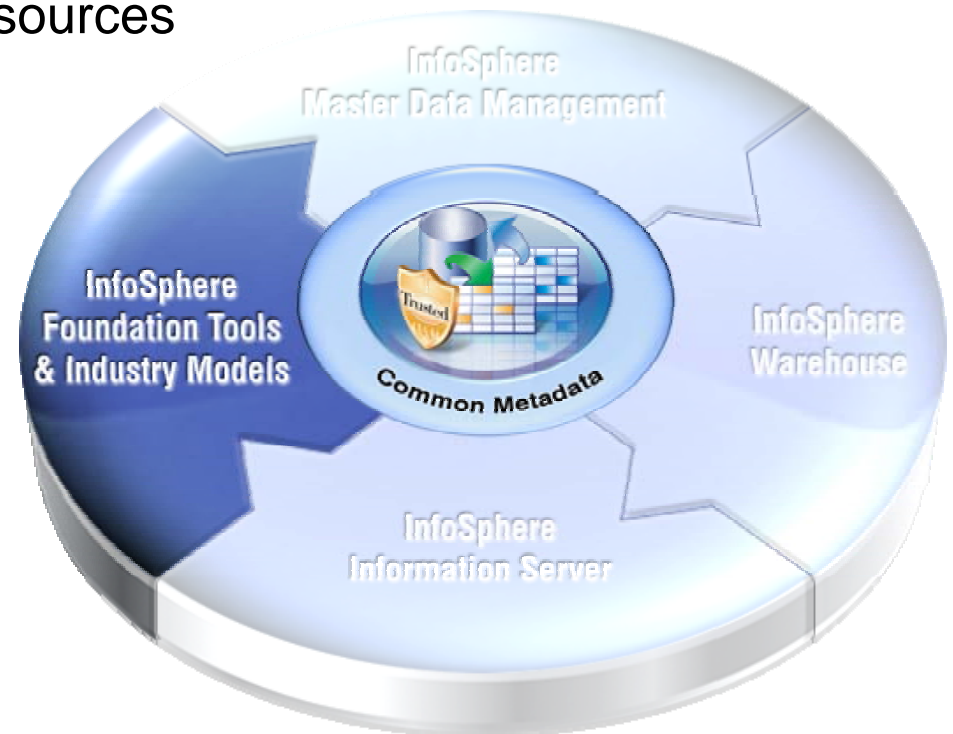 sources
InfoSphere
Master Data Management
InfoSphere
Foundation Tools
& Industry Models
Trusted
InfoSphere
Warehouse
Common Metadata
InfoSphere
Information Server